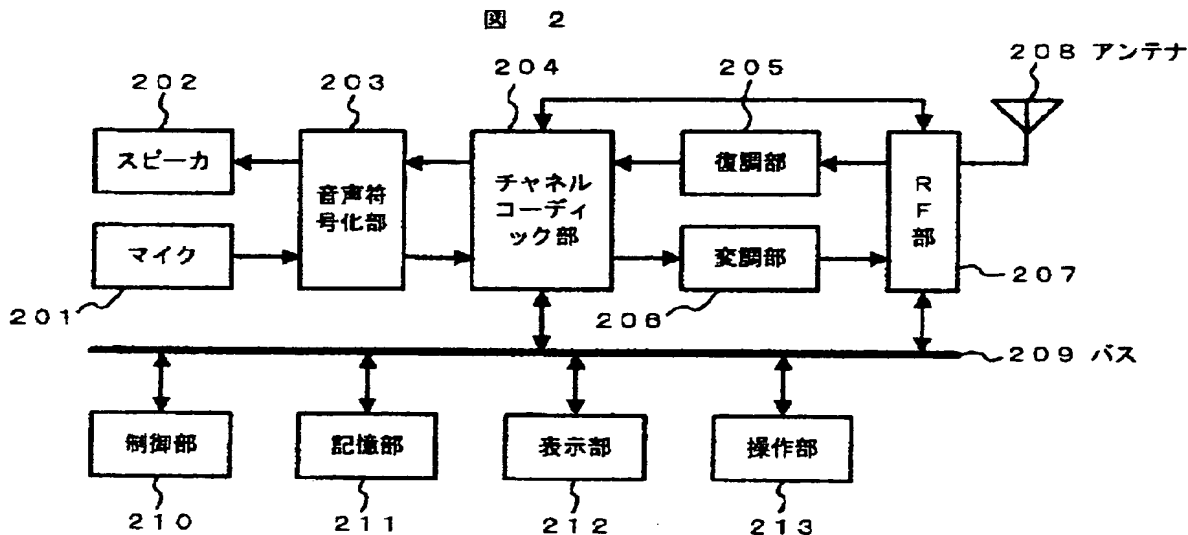 図 2
208 アンテナ
202
203
204
205
スピーカ
音声符
号化部
チャネル
コーディ
ック部
復調部
RF部
マイク
変調部
207
201
206
209 バス
制御部
記憶部
表示部
操作部
210
211
212
213